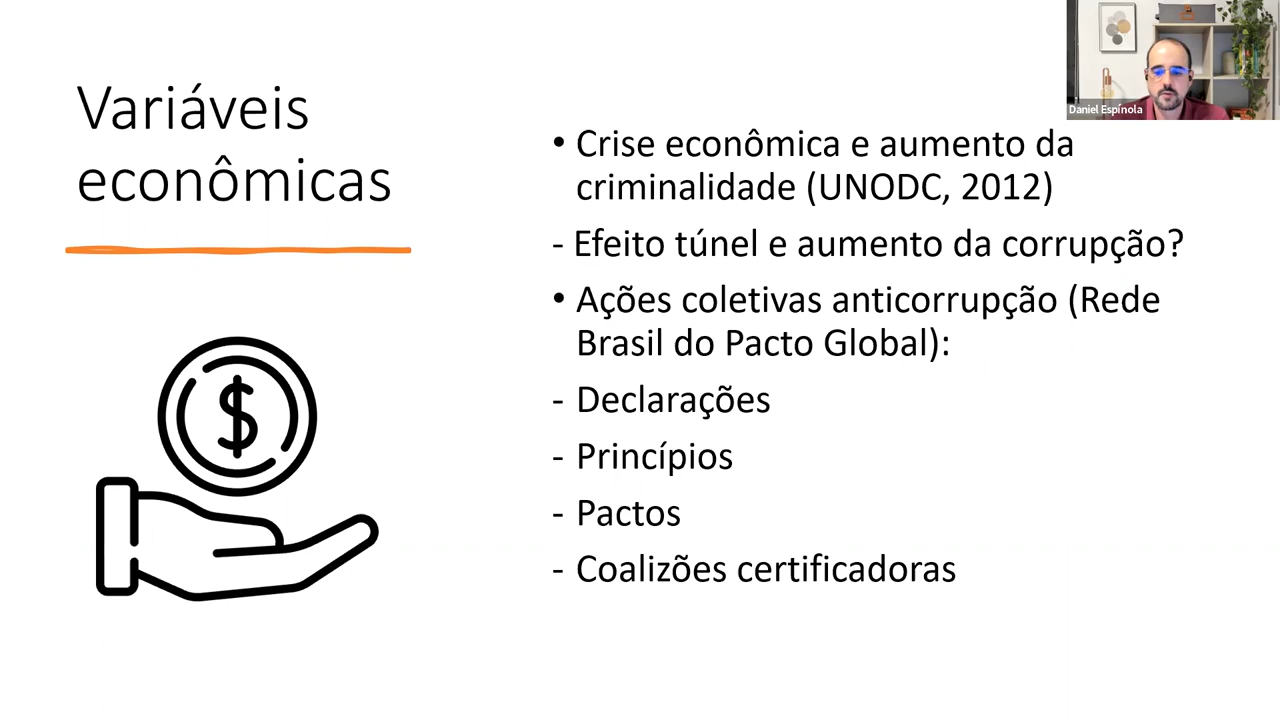 Variáveis
econômicas
Daniel Espínola
• Crise econômica e aumento da
criminalidade (UNODC, 2012)
- Efeito túnel e aumento da corrupção?
• Ações coletivas anticorrupção (Rede
Brasil do Pacto Global):
- Declarações
- Princípios
- Pactos
- Coalizões certificadoras
$